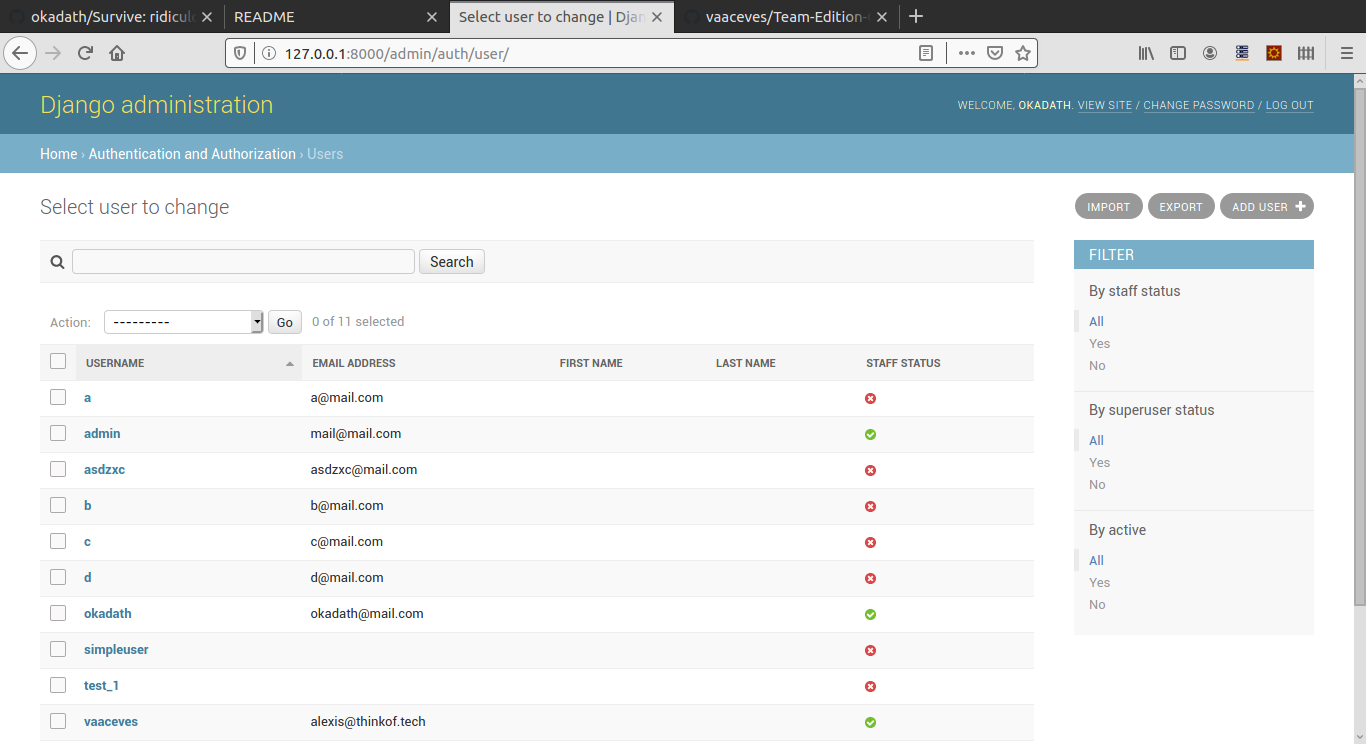 okadath/Survive: ridicul
README
Select user to change | Djan
vaaceves/Team-Edition-
127.0.0.1:8000/admin/auth/user/
Django administration
WELCOME, OKADATH. VIEW SITE / CHANGE PASSWORD / LOG OUT
Home › Authentication and Authorization › Users
Select user to change
IMPORT
EXPORT
ADD USER
Search
Action:
---------
Go
0 of 11 selected
USERNAME EMAIL ADDRESS FIRST NAME LAST NAME STAFF STATUS
a a@mail.com
admin mail@mail.com
asdzxc asdzxc@mail.com
b b@mail.com
c c@mail.com
d d@mail.com
okadath okadath@mail.com
simpleuser
test_1
vaaceves alexis@thinkof.tech
FILTER
By staff status
All
Yes
No
By superuser status
All
Yes
No
By active
All
Yes
No